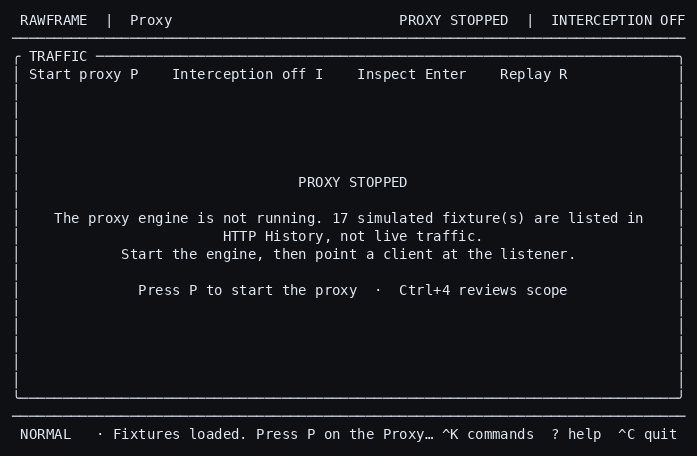 RAWFRAME | Proxy PROXY STOPPED | INTERCEPTION OFF
TRAFFIC
Start proxy P Interception off I Inspect Enter Replay R
PROXY STOPPED
The proxy engine is not running. 17 simulated fixture(s) are listed in
HTTP History, not live traffic.
Start the engine, then point a client at the listener.
Press P to start the proxy · Ctrl+4 reviews scope
NORMAL · Fixtures loaded. Press P on the Proxy… ^K commands ? help ^C quit